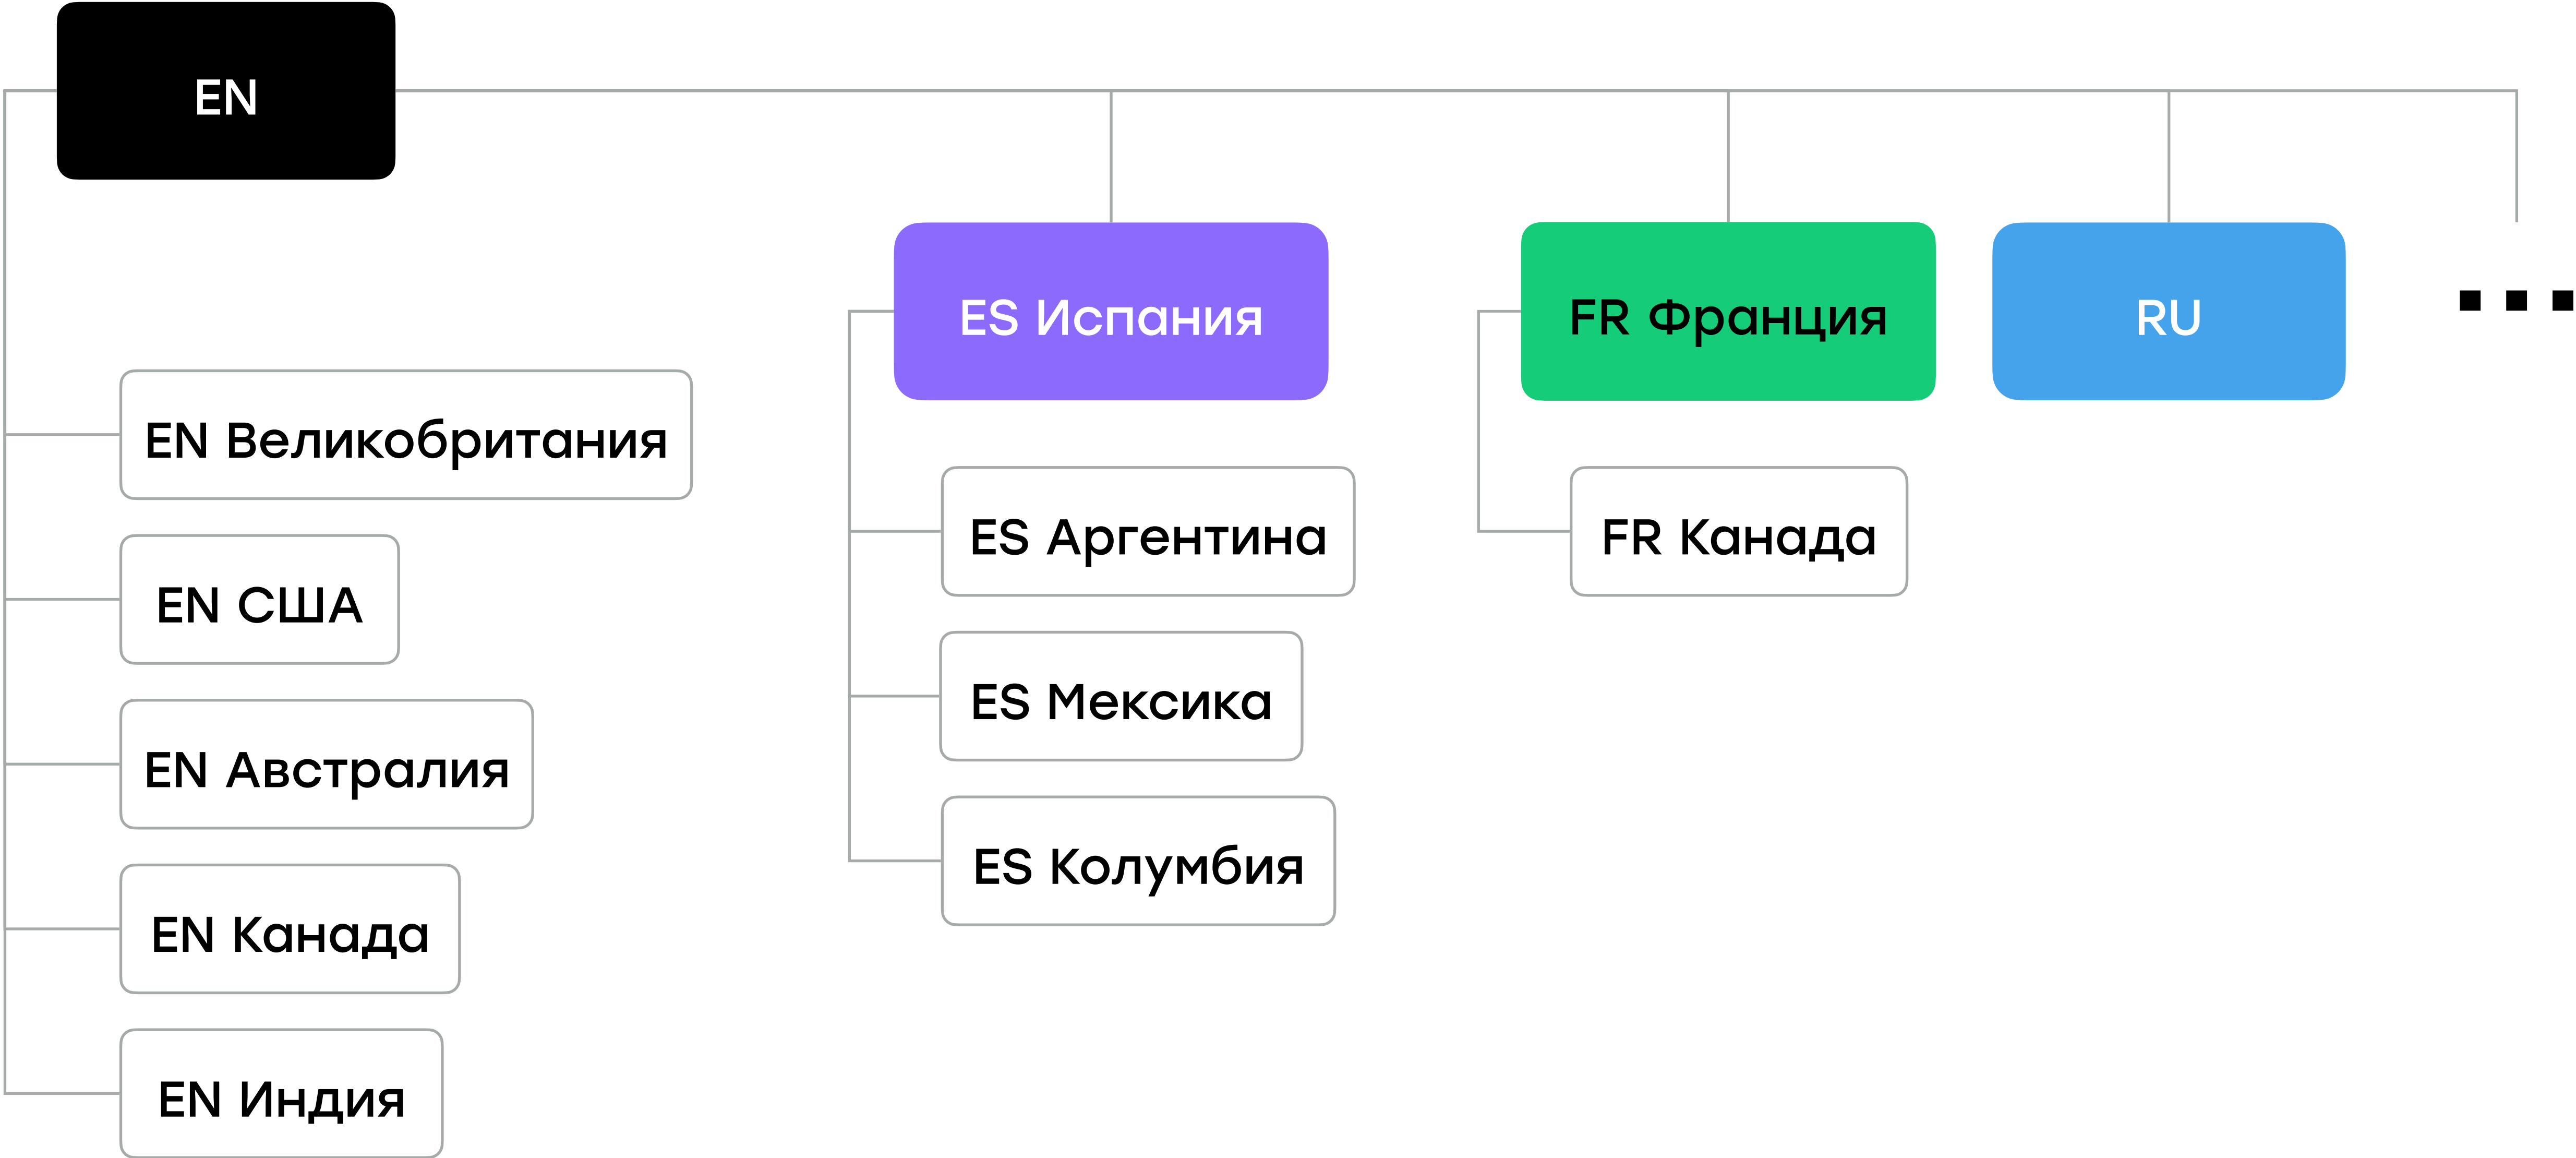 EN
ES Испания
FR Франция
RU
...
EN Великобритания
EN США
EN Австралия
EN Канада
EN Индия
ES Аргентина
ES Мексика
ES Колумбия
FR Канада